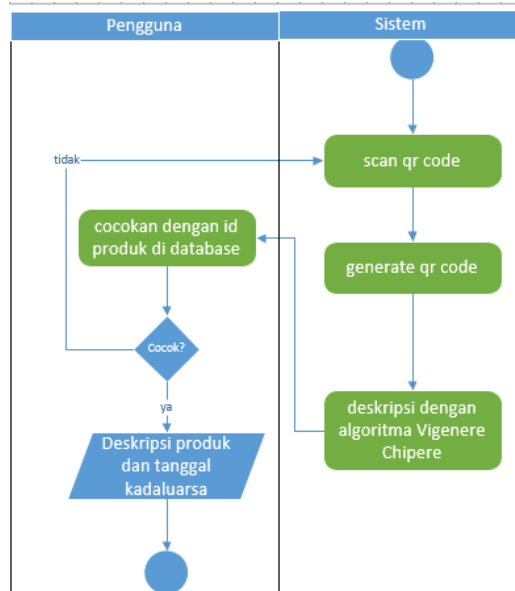 Pengguna
Sistem
tidak
scan qr code
cocokan dengan id
produk di database
generate qr code
Cocok?
ya
deskripsi dengan
algoritma Vigenere
Chipere
Deskripsi produk
dan tanggal
kadaluarsa